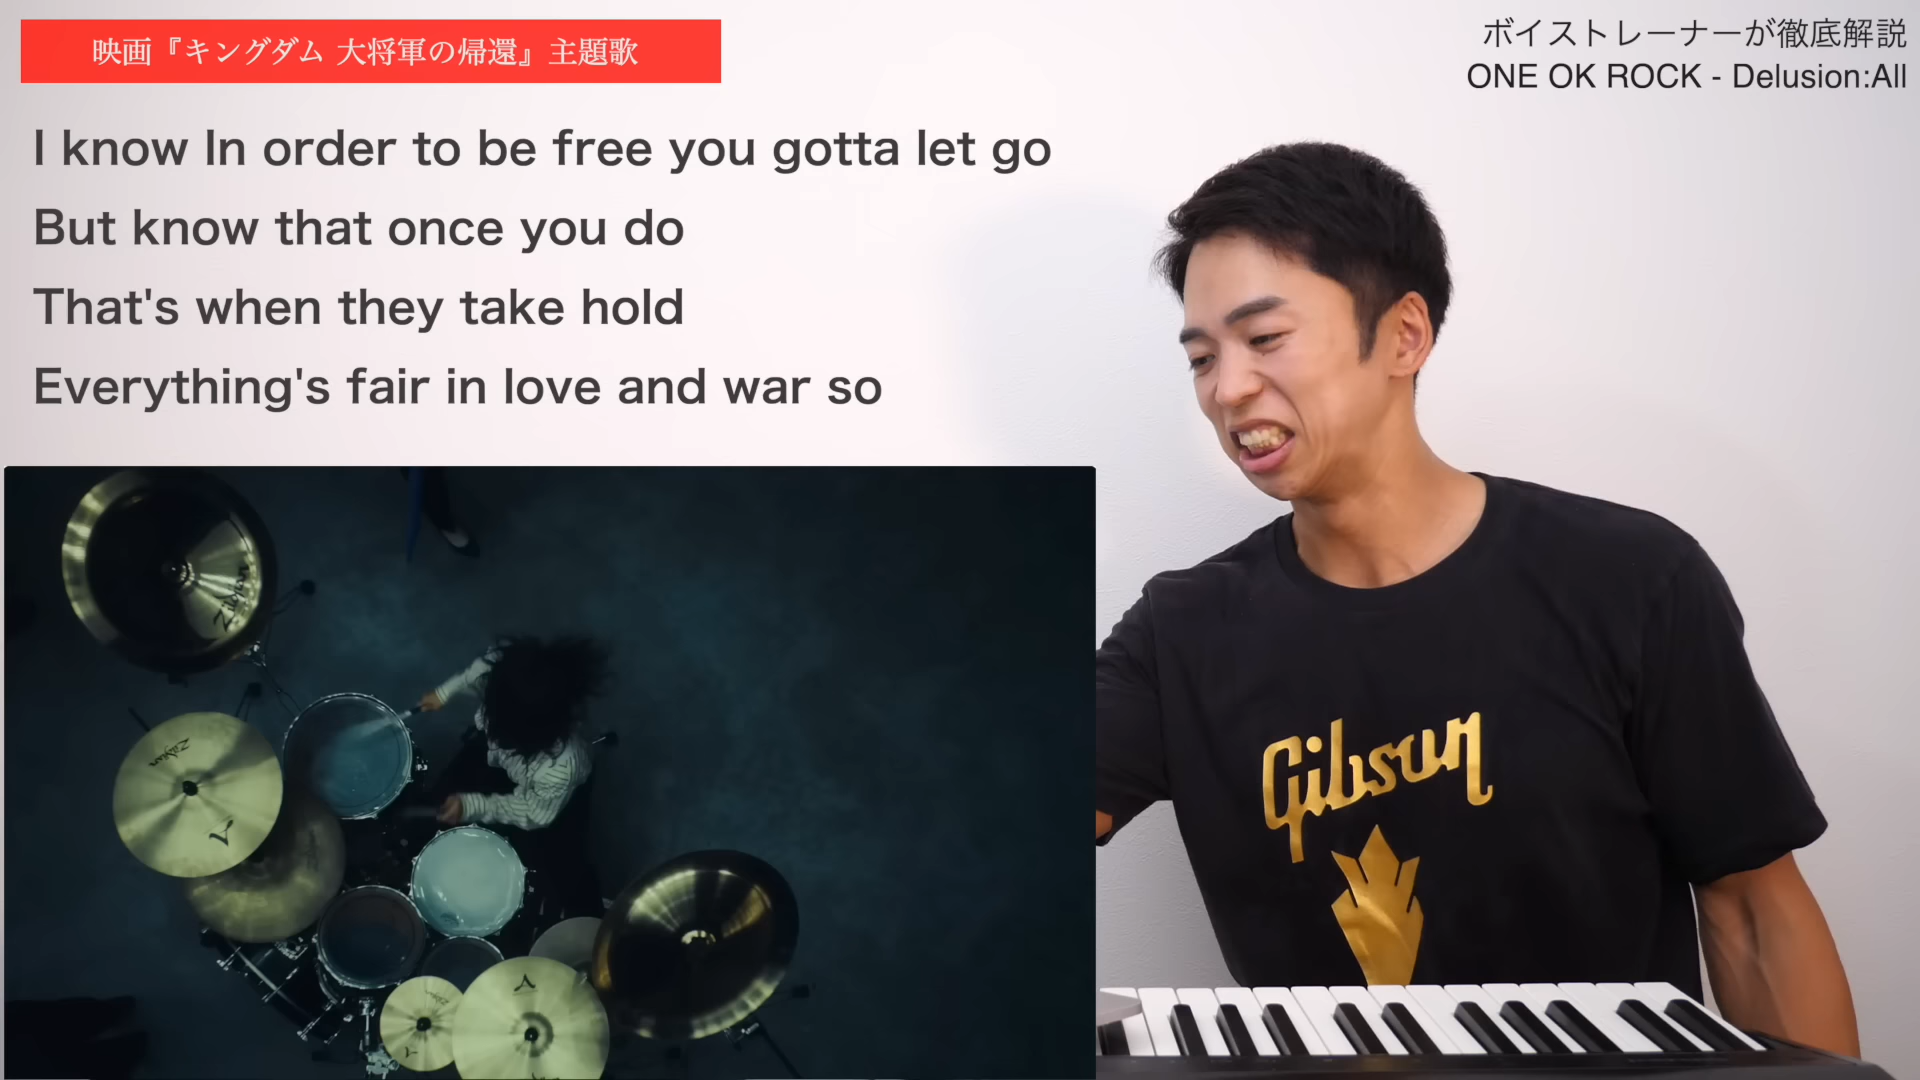 映画『キングダム 大将軍の帰還』主題歌
ボイストレーナーが徹底解説
ONE OK ROCK - Delusion:All
I know In order to be free you gotta let go
But know that once you do
That's when they take hold
Everything's fair in love and war so
Zildjian
Zildjian
Gibson